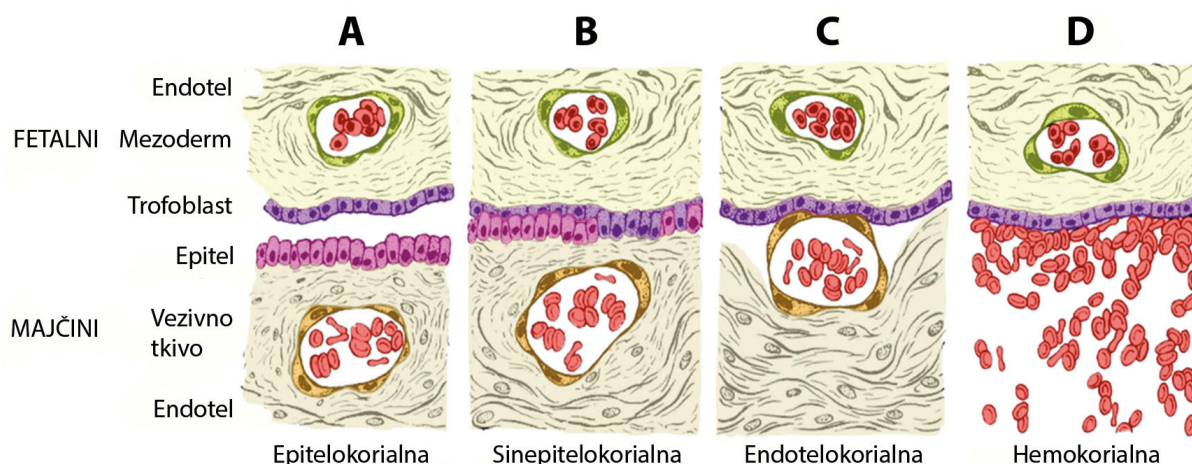 A B C D
Endotel
FETALNI Mezoderm
Trofoblast
Epitel
MAJČINI Vezivno
tkivo
Endotel
Epitelokorialna Sinepitelokorialna Endotelokorialna Hemokorialna